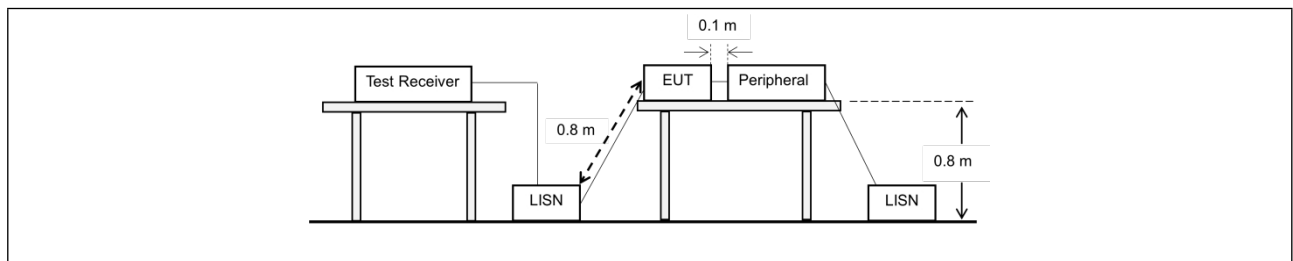 0.1 m
Test Receiver
EUT
Peripheral
0.8 m
0.8 m
LISN
LISN